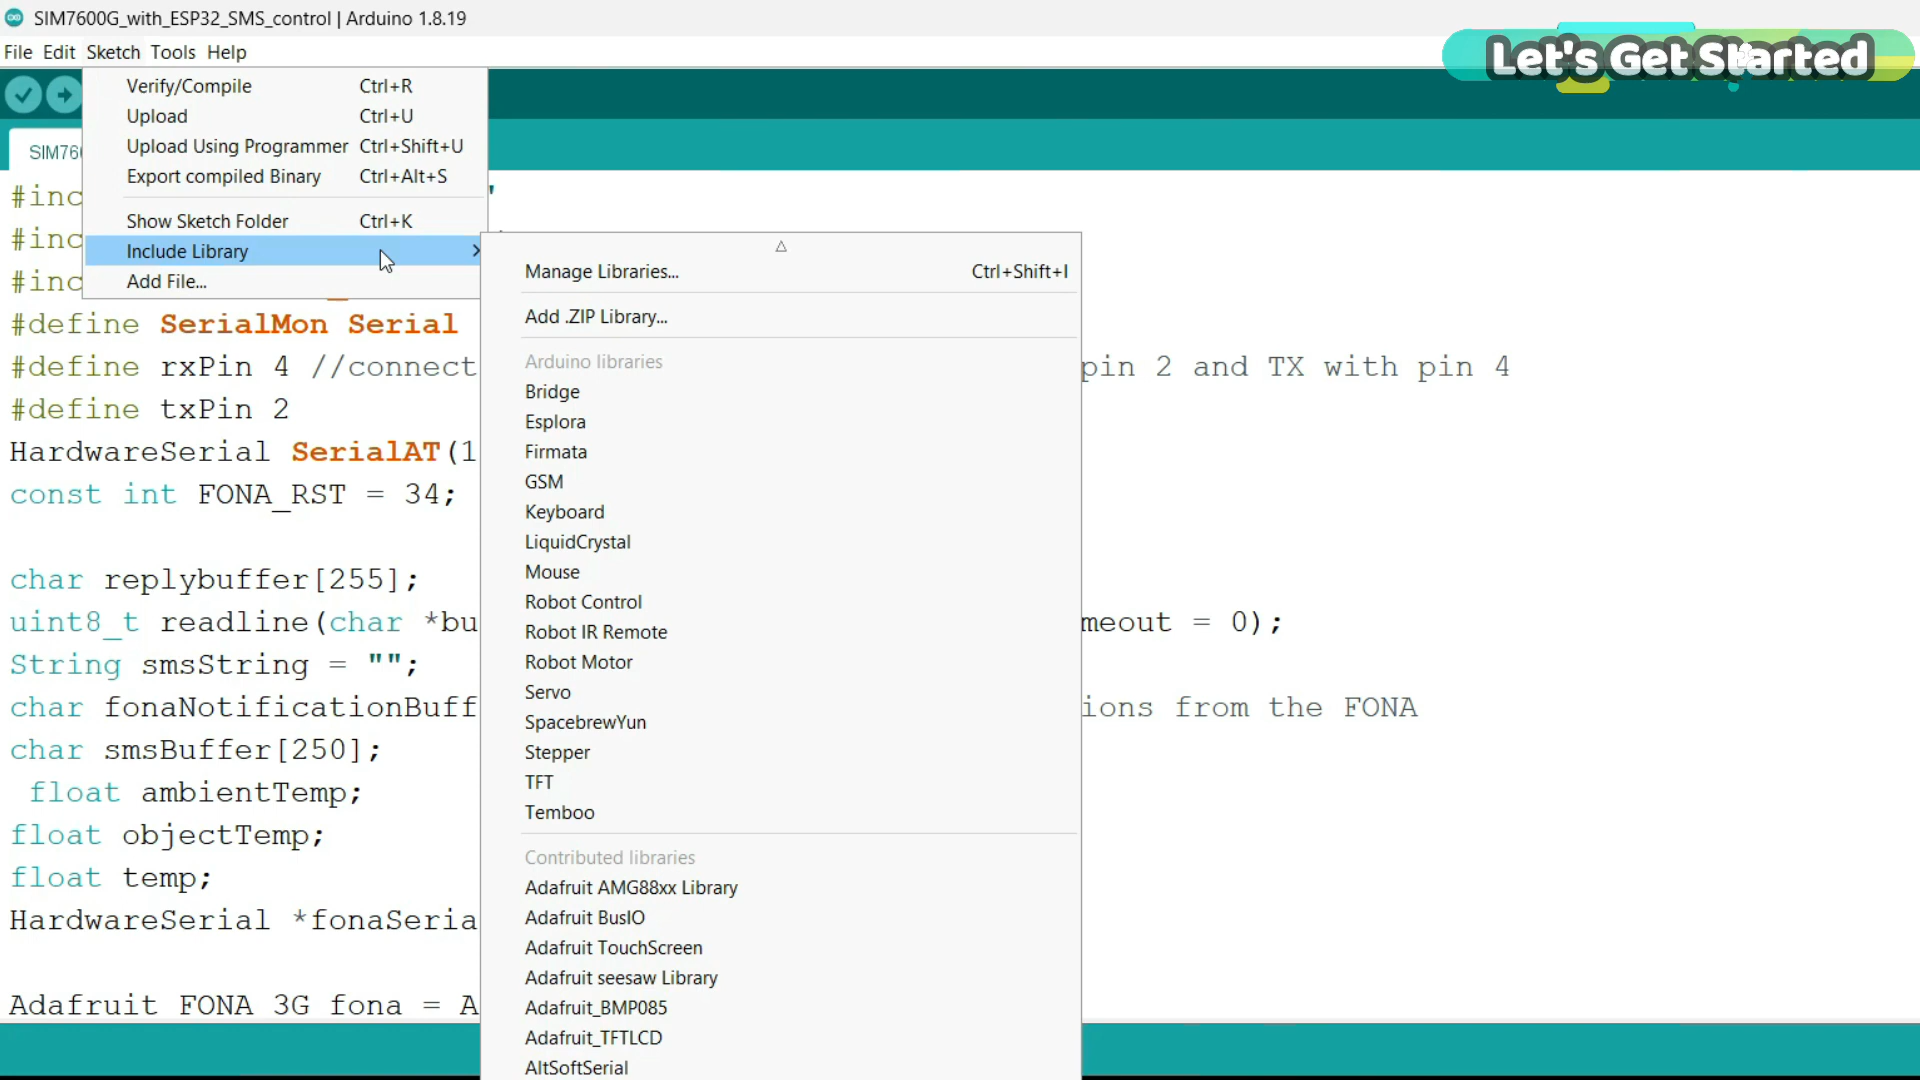 SIM7600G_with_ESP32_SMS_control | Arduino 1.8.19
File Edit Sketch Tools Help
Let's Get Started
Verify/Compile Ctrl+R
Upload Ctrl+U
Upload Using Programmer Ctrl+Shift+U
Export compiled Binary Ctrl+Alt+S
Show Sketch Folder Ctrl+K
Include Library
Add File...
Manage Libraries... Ctrl+Shift+I
Add .ZIP Library...
Arduino libraries
Bridge
Esplora
Firmata
GSM
Keyboard
LiquidCrystal
Mouse
Robot Control
Robot IR Remote
Robot Motor
Servo
SpacebrewYun
Stepper
TFT
Temboo
Contributed libraries
Adafruit AMG88xx Library
Adafruit BusIO
Adafruit TouchScreen
Adafruit seesaw Library
Adafruit_BMP085
Adafruit_TFTLCD
AltSoftSerial
SIM76
#inc
#inc
#inc
#define SerialMon Serial
#define rxPin 4 //connect pin 2 and TX with pin 4
#define txPin 2
HardwareSerial SerialAT(1
const int FONA_RST = 34;
char replybuffer[255];
uint8_t readline(char *bu meout = 0);
String smsString = "";
char fonaNotificationBuff ions from the FONA
char smsBuffer[250];
float ambientTemp;
float objectTemp;
float temp;
HardwareSerial *fonaSeria
Adafruit_FONA_3G fona = A